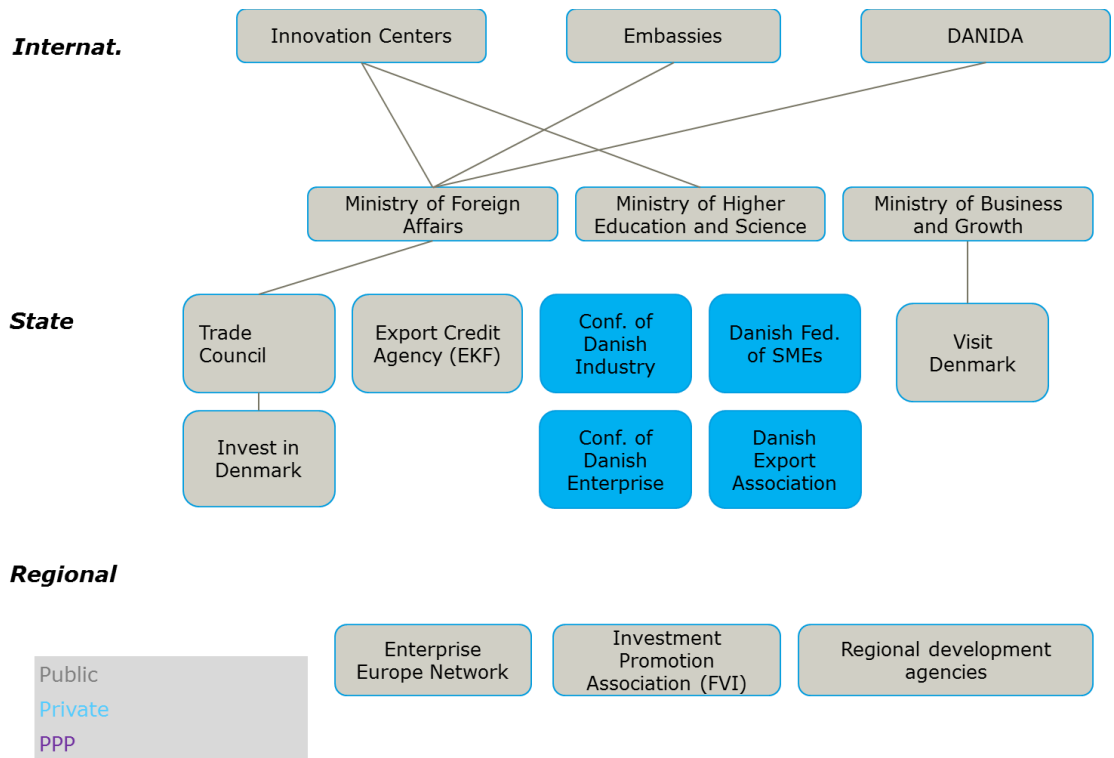 Internat.
Innovation Centers
Embassies
DANIDA
Ministry of Foreign
Affairs
Ministry of Higher
Education and Science
Ministry of Business
and Growth
State
Trade
Council
Export Credit
Agency (EKF)
Conf. of
Danish
Industry
Danish Fed.
of SMEs
Visit
Denmark
Invest in
Denmark
Conf. of
Danish
Enterprise
Danish
Export
Association
Regional
Enterprise
Europe Network
Investment
Promotion
Association (FVI)
Regional development
agencies
Public
Private
PPP